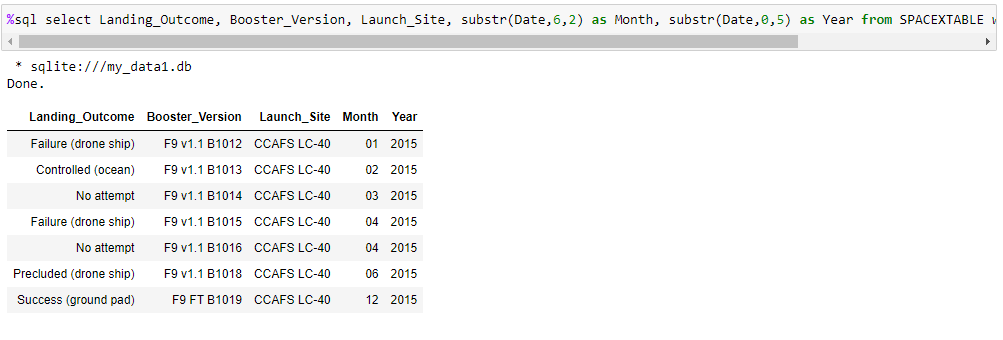 %sql select Landing_Outcome, Booster_Version, Launch_Site, substr(Date,6,2) as Month, substr(Date,0,5) as Year from SPACEXTABLE
* sqlite:///my_data1.db
Done.
Landing_Outcome Booster_Version Launch_Site Month Year
Failure (drone ship) F9 v1.1 B1012 CCAFS LC-40 01 2015
Controlled (ocean) F9 v1.1 B1013 CCAFS LC-40 02 2015
No attempt F9 v1.1 B1014 CCAFS LC-40 03 2015
Failure (drone ship) F9 v1.1 B1015 CCAFS LC-40 04 2015
No attempt F9 v1.1 B1016 CCAFS LC-40 04 2015
Precluded (drone ship) F9 v1.1 B1018 CCAFS LC-40 06 2015
Success (ground pad) F9 FT B1019 CCAFS LC-40 12 2015